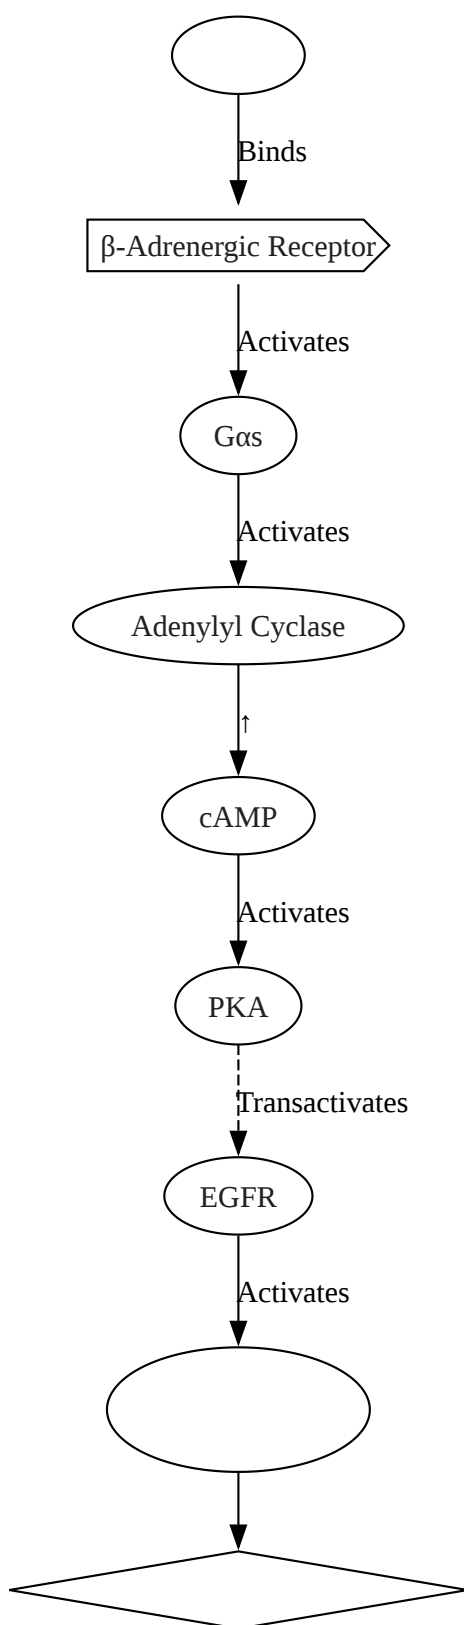 Binds
β-Adrenergic Receptor
Activates
Gαs
Activates
Adenylyl Cyclase
↑
cAMP
Activates
PKA
Transactivates
EGFR
Activates